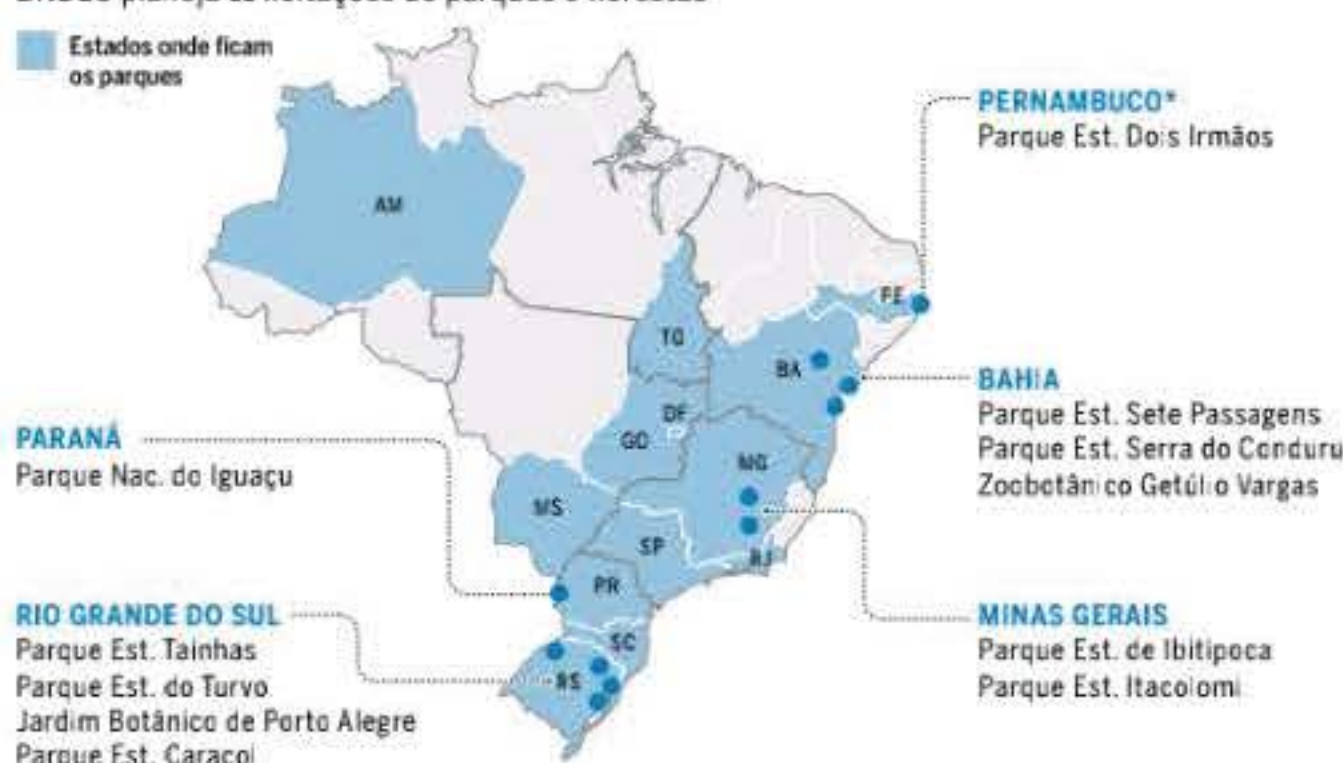 Estados onde ficam
os parques
PERNAMBUCO*
Parque Est. Dois Irmãos
AM
PE
TO
BA
BAHIA
Parque Est. Sete Passagens
Parque Est. Serra do Conduru
Zoobotânico Getúlio Vargas
DF
GO
MG
PARANÁ
Parque Nac. do Iguaçu
MS
SP
RJ
PR
SC
RS
RIO GRANDE DO SUL
Parque Est. Tainhas
Parque Est. do Turvo
Jardim Botânico de Porto Alegre
Parque Est. Caracol
MINAS GERAIS
Parque Est. de Ibitipoca
Parque Est. Itacolomi